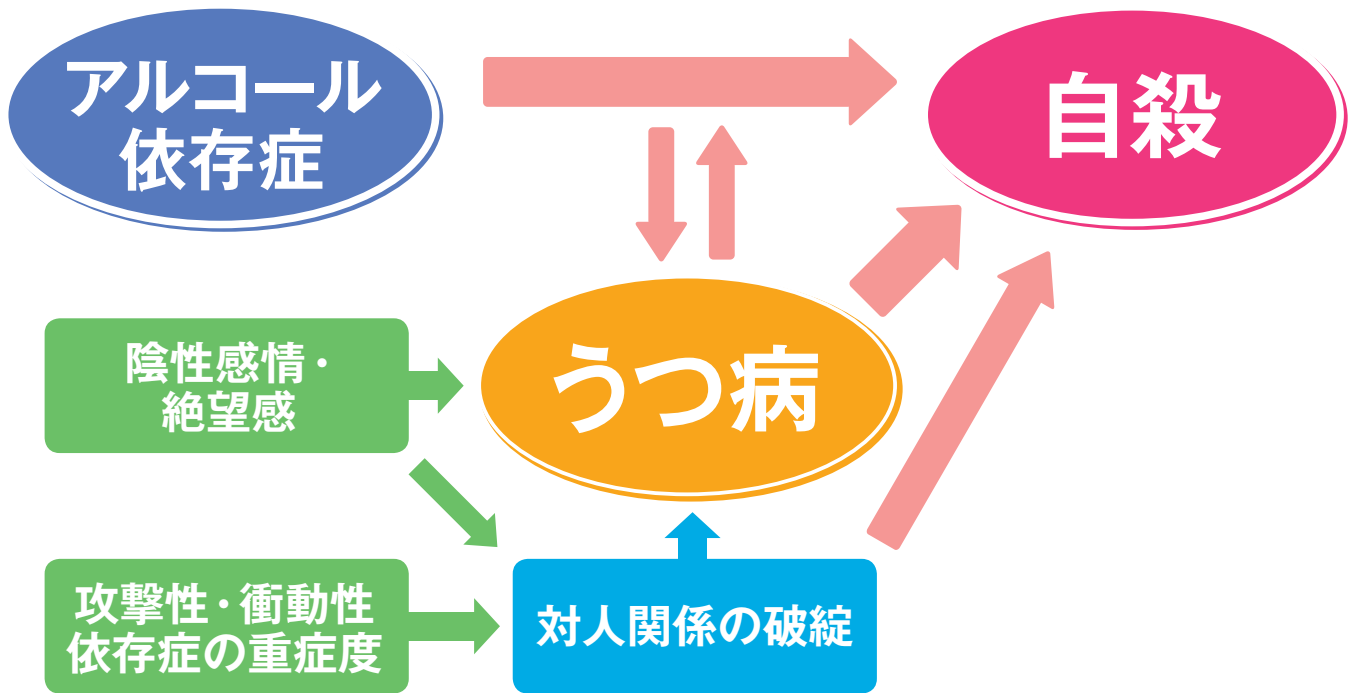 アルコール
依存症
自殺
うつ病
陰性感情・
絶望感
攻撃性・衝動性
依存症の重症度
対人関係の破綻